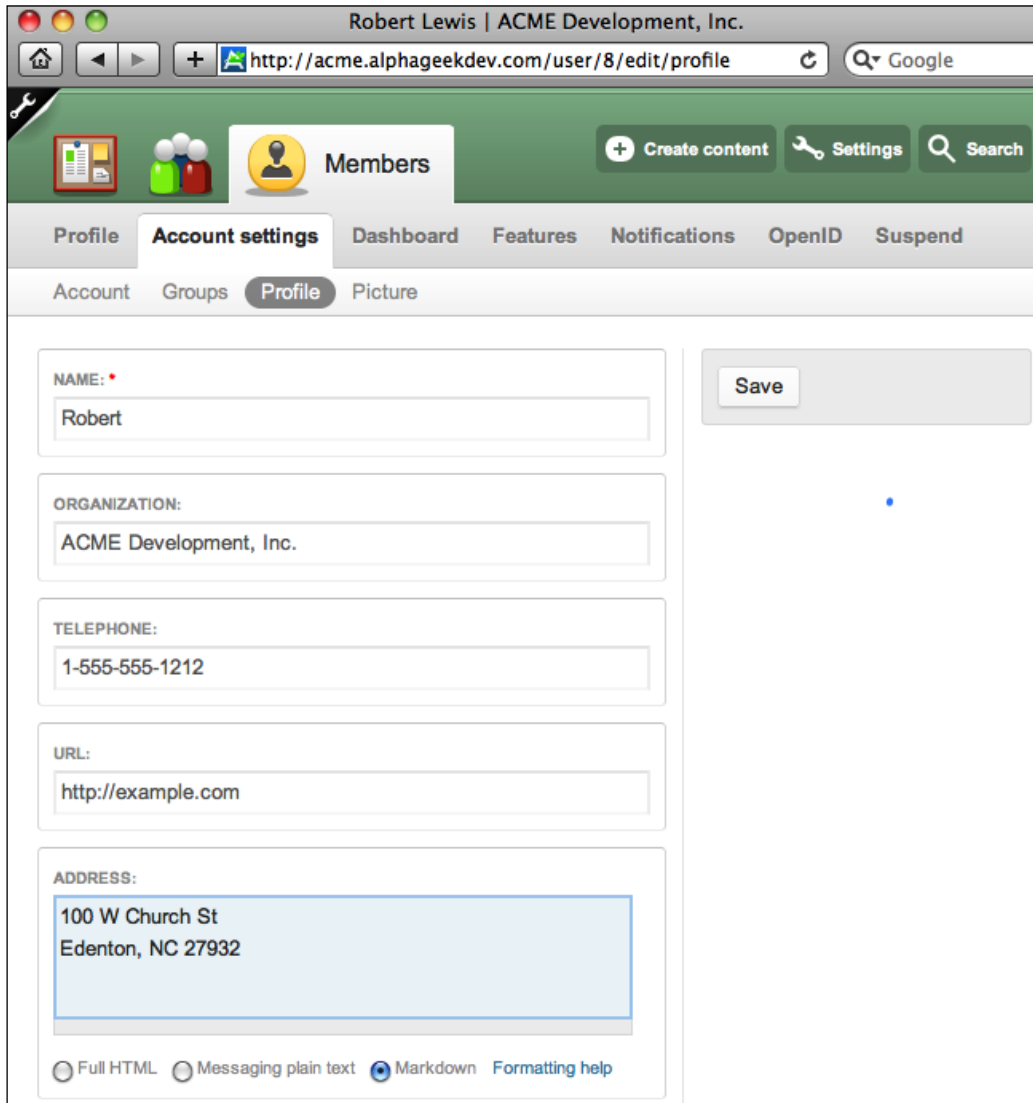 Robert Lewis | ACME Development, Inc.
http://acme.alphageekdev.com/user/8/edit/profile
Google
Members
Create content
Settings
Search
Profile Account settings Dashboard Features Notifications OpenID Suspend
Account Groups Profile Picture
NAME: *
Robert
Save
ORGANIZATION:
ACME Development, Inc.
TELEPHONE:
1-555-555-1212
URL:
http://example.com
ADDRESS:
100 W Church St
Edenton, NC 27932
Full HTML Messaging plain text Markdown Formatting help